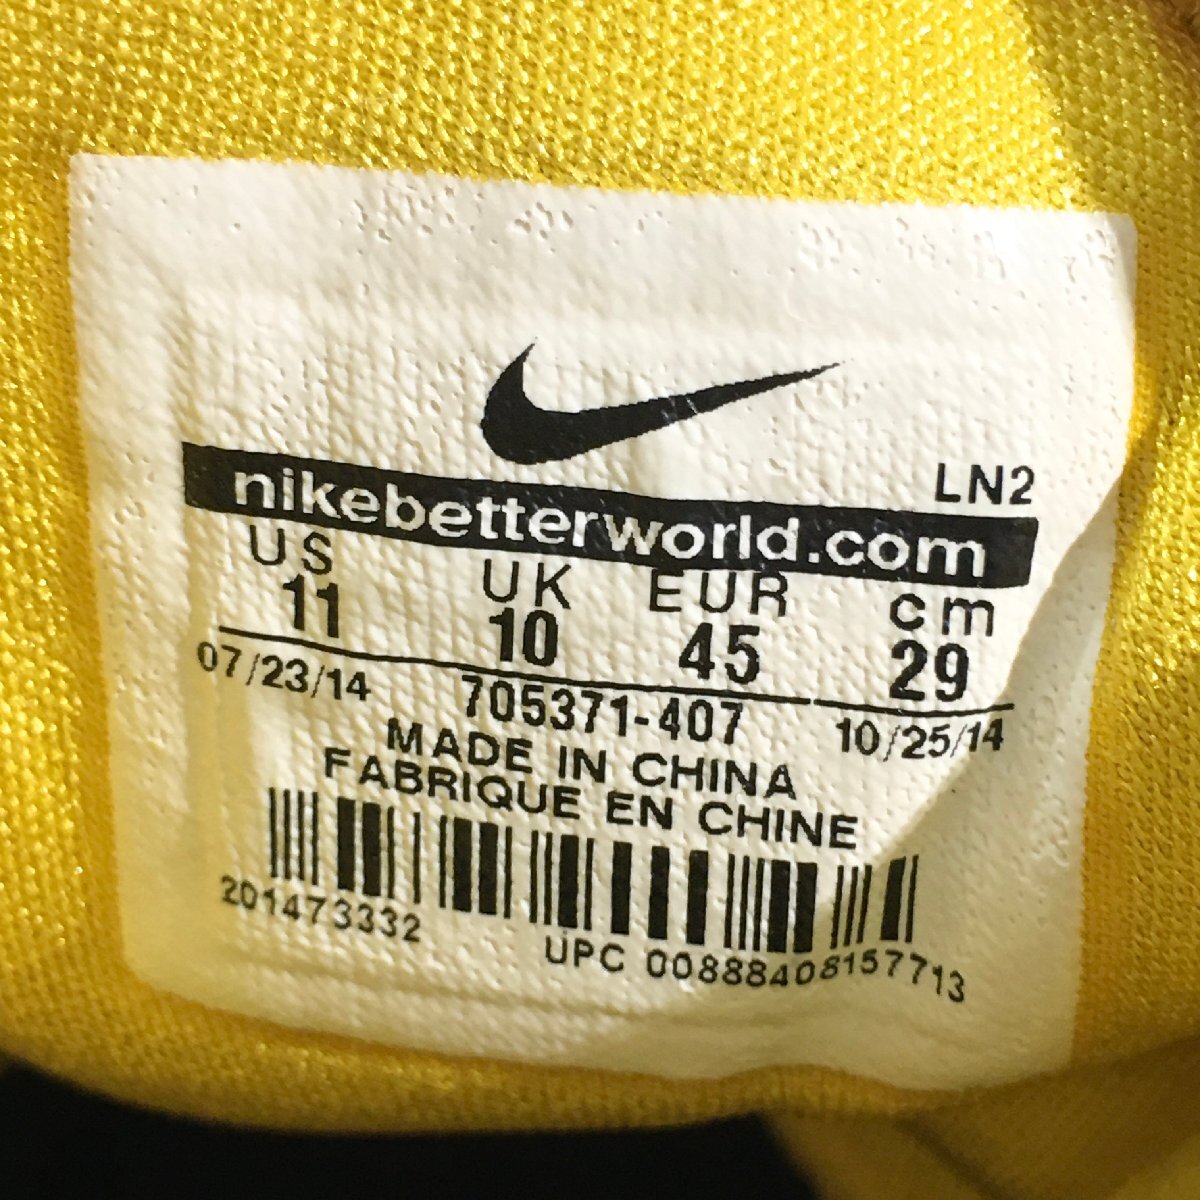 LN2
nikebetterworld.com
US UK EUR cm
11 10 45 29
07/23/14 705371-407 10/25/14
MADE IN CHINA
FABRIQUE EN CHINE
201473332
UPC 00888408157713